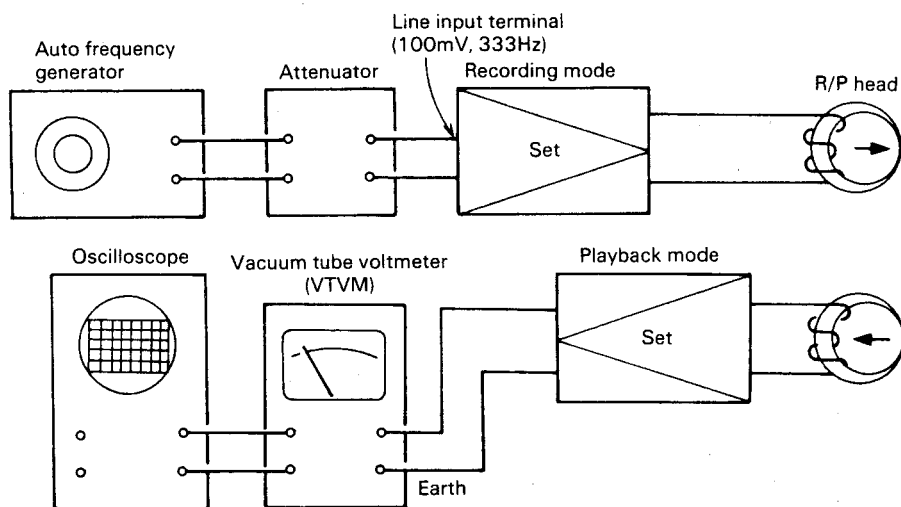 Line input terminal
(100mV, 333Hz)
Auto frequency
generator
Attenuator
Recording mode
R/P head
Set
Oscilloscope
Vacuum tube voltmeter
(VTVM)
Playback mode
Set
Earth